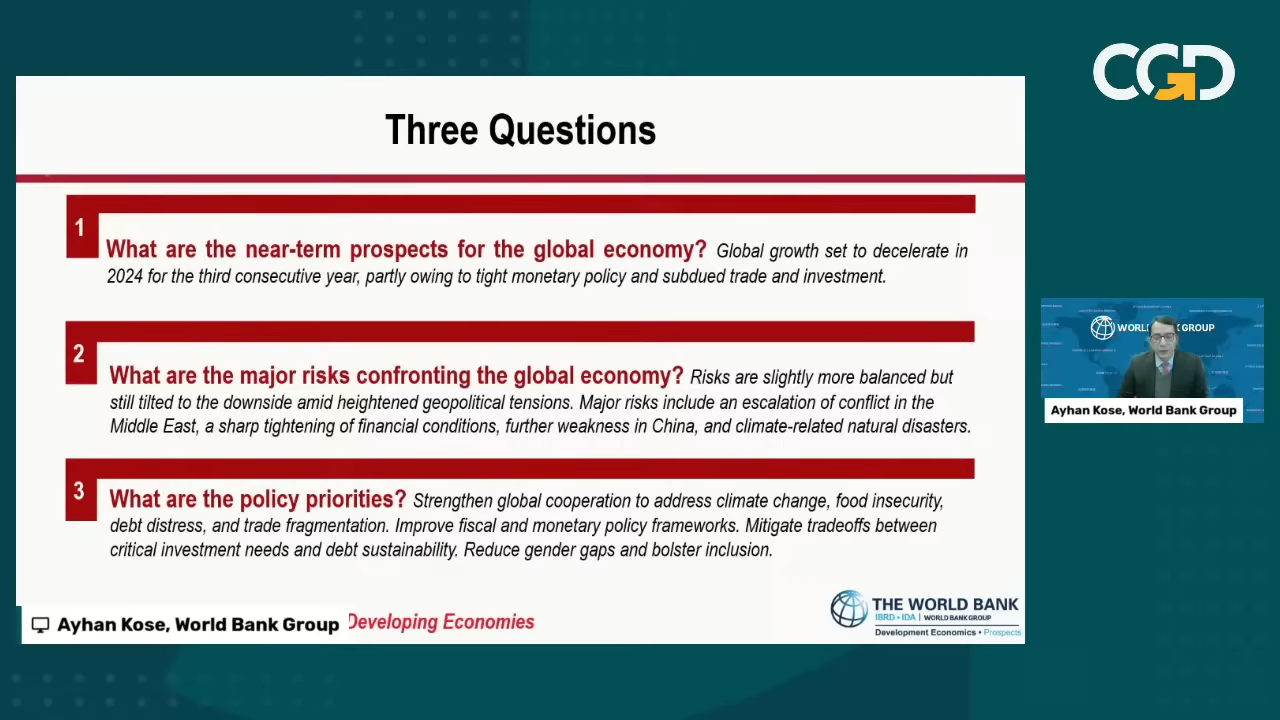 CGD
Three Questions
1
What are the near-term prospects for the global economy? Global growth set to decelerate in
2024 for the third consecutive year, partly owing to tight monetary policy and subdued trade and investment.
2
What are the major risks confronting the global economy? Risks are slightly more balanced but
still tilted to the downside amid heightened geopolitical tensions. Major risks include an escalation of conflict in the
Middle East, a sharp tightening of financial conditions, further weakness in China, and climate-related natural disasters.
3
What are the policy priorities? Strengthen global cooperation to address climate change, food insecurity,
debt distress, and trade fragmentation. Improve fiscal and monetary policy frameworks. Mitigate tradeoffs between
critical investment needs and debt sustainability. Reduce gender gaps and bolster inclusion.
Ayhan Kose, World Bank Group
Developing Economies
THE WORLD BANK
IBRD • IDA | WORLD BANK GROUP
Development Economics • Prospects
WORLD BANK GROUP
Ayhan Kose, World Bank Group